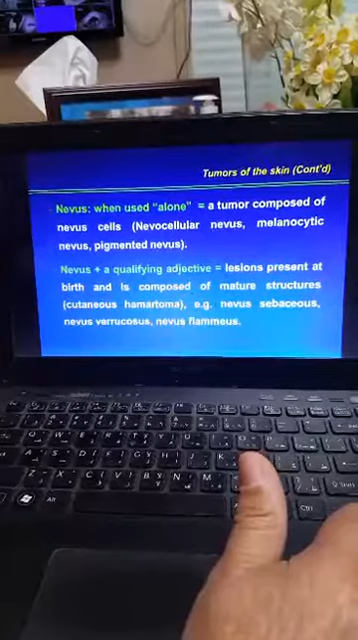 Tumors of the skin (Cont'd)
Nevus: when used "alone" = a tumor composed of
nevus cells (Nevocellular nevus, melanocytic
nevus, pigmented nevus).
Nevus + a qualifying adjective = lesions present at
birth and is composed of mature structures
(cutaneous hamartoma), e.g. nevus sebaceous,
nevus verrucosus, nevus flammeus.